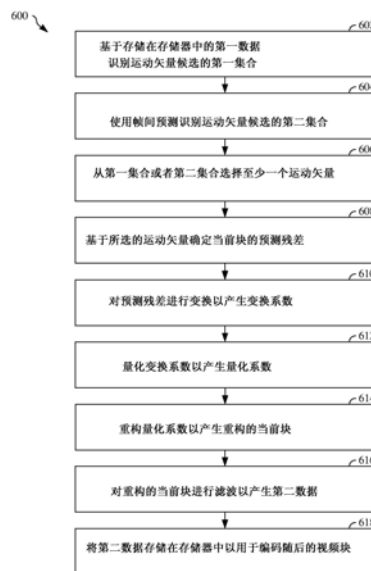 600
602
基于存储在存储器中的第一数据
识别运动矢量候选的第一集合
604
使用帧间预测识别运动矢量候选的第二集合
606
从第一集合或者第二集合选择至少一个运动矢量
608
基于所选的运动矢量确定当前块的预测残差
610
对预测残差进行变换以产生变换系数
612
量化变换系数以产生量化系数
614
重构量化系数以产生重构的当前块
616
对重构的当前块进行滤波以产生第二数据
618
将第二数据存储在存储器中以用于编码随后的视频块